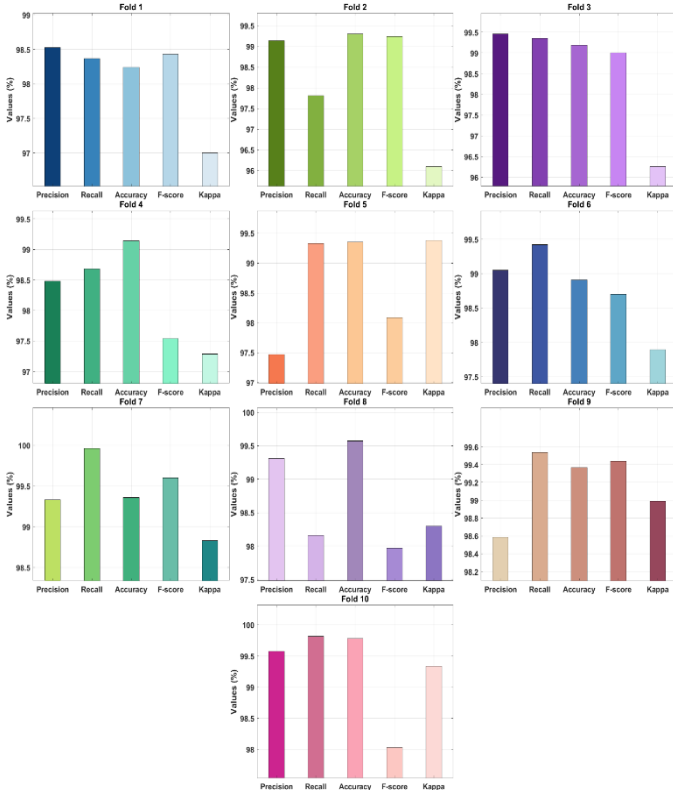 Fold 1
99
98
97
Values (%)
Precision Recall Accuracy F-score Kappa
Fold 2
99.5
99
98.5
98
97.5
97
96.5
96
Values (%)
Precision Recall Accuracy F-score Kappa
Fold 3
99.5
99
98.5
98
97.5
97
96.5
96
Values (%)
Precision Recall Accuracy F-score Kappa
Fold 4
99.5
99
98.5
98
97.5
97
Values (%)
Precision Recall Accuracy F-score Kappa
Fold 5
99.5
99
98.5
98
97.5
97
Values (%)
Precision Recall Accuracy F-score Kappa
Fold 6
99.5
99
98.5
98
97.5
Values (%)
Precision Recall Accuracy F-score Kappa
Fold 7
100
99.5
99
98.5
Values (%)
Precision Recall Accuracy F-score Kappa
Fold 8
100
99.5
99
98.5
98
97.5
Values (%)
Precision Recall Accuracy F-score Kappa
Fold 9
99.6
99.4
99.2
99
98.8
98.6
98.4
98.2
Values (%)
Precision Recall Accuracy F-score Kappa
Fold 10
100
99.5
99
98.5
98
Values (%)
Precision Recall Accuracy F-score Kappa